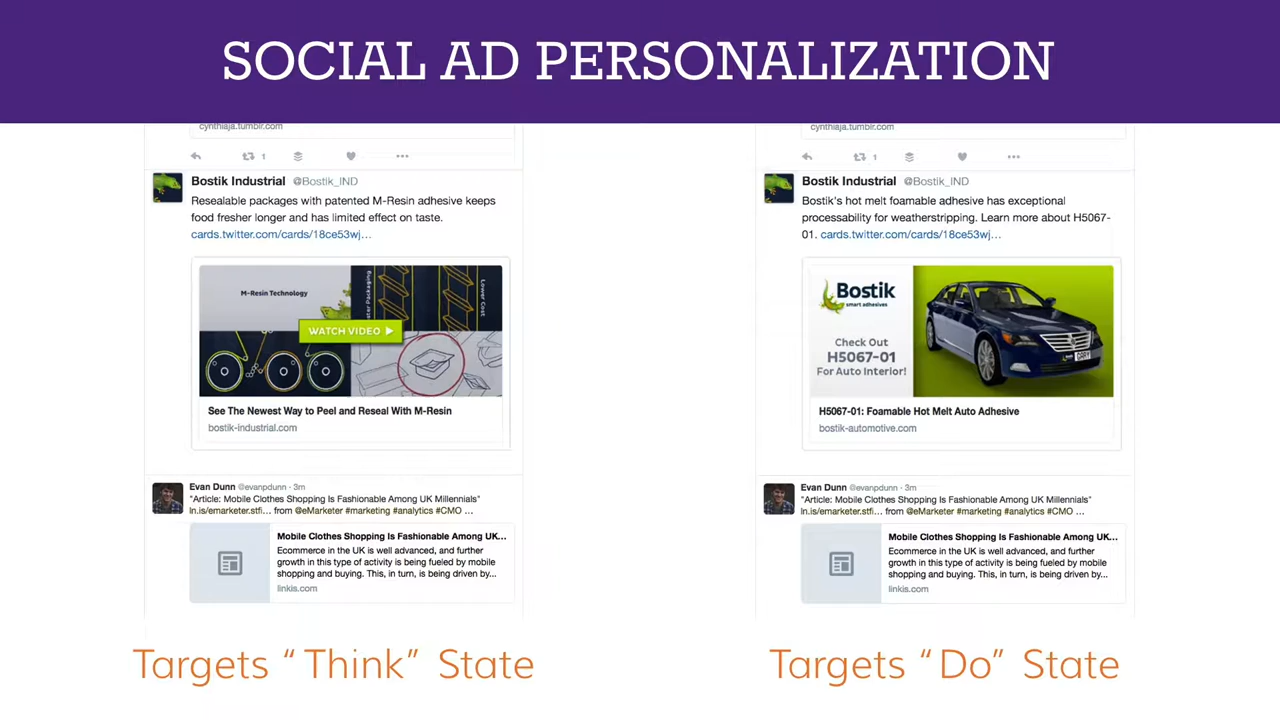 SOCIAL AD PERSONALIZATION
cynthiaja.tumblr.com
1
Bostik Industrial @Bostik_IND
Resealable packages with patented M-Resin adhesive keeps
food fresher longer and has limited effect on taste.
cards.twitter.com/cards/18ce53wj…
M-Resin Technology
Lower Cost
WATCH VIDEO
See The Newest Way to Peel and Reseal With M-Resin
bostik-industrial.com
Evan Dunn @evanpdunn · 3m
"Article: Mobile Clothes Shopping Is Fashionable Among UK Millennials"
ln.is/emarketer.stfi… from @eMarketer #marketing #analytics #CMO …
Mobile Clothes Shopping Is Fashionable Among UK…
Ecommerce in the UK is well advanced, and further
growth in this type of activity is being fueled by mobile
shopping and buying. This, in turn, is being driven by...
linkis.com
Targets “Think” State
cynthiaja.tumblr.com
1
Bostik Industrial @Bostik_IND
Bostik's hot melt foamable adhesive has exceptional
processability for weatherstripping. Learn more about H5067-
01. cards.twitter.com/cards/18ce53wj…
Bostik
smart adhesives
Check Out
H5067-01
For Auto Interior!
GARY
H5067-01: Foamable Hot Melt Auto Adhesive
bostik-automotive.com
Evan Dunn @evanpdunn · 3m
"Article: Mobile Clothes Shopping Is Fashionable Among UK Millennials"
ln.is/emarketer.stfi… from @eMarketer #marketing #analytics #CMO …
Mobile Clothes Shopping Is Fashionable Among UK…
Ecommerce in the UK is well advanced, and further
growth in this type of activity is being fueled by mobile
shopping and buying. This, in turn, is being driven by...
linkis.com
Targets “Do” State